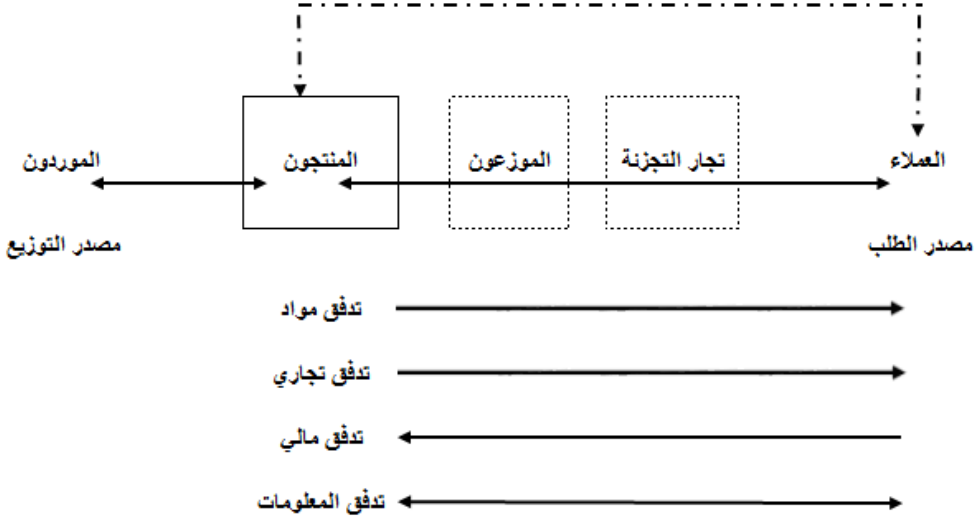 العملاء
تجار التجزئة
الموزعون
المنتجون
الموردون
مصدر الطلب
مصدر التوزيع
تدفق مواد
تدفق تجاري
تدفق مالي
تدفق المعلومات